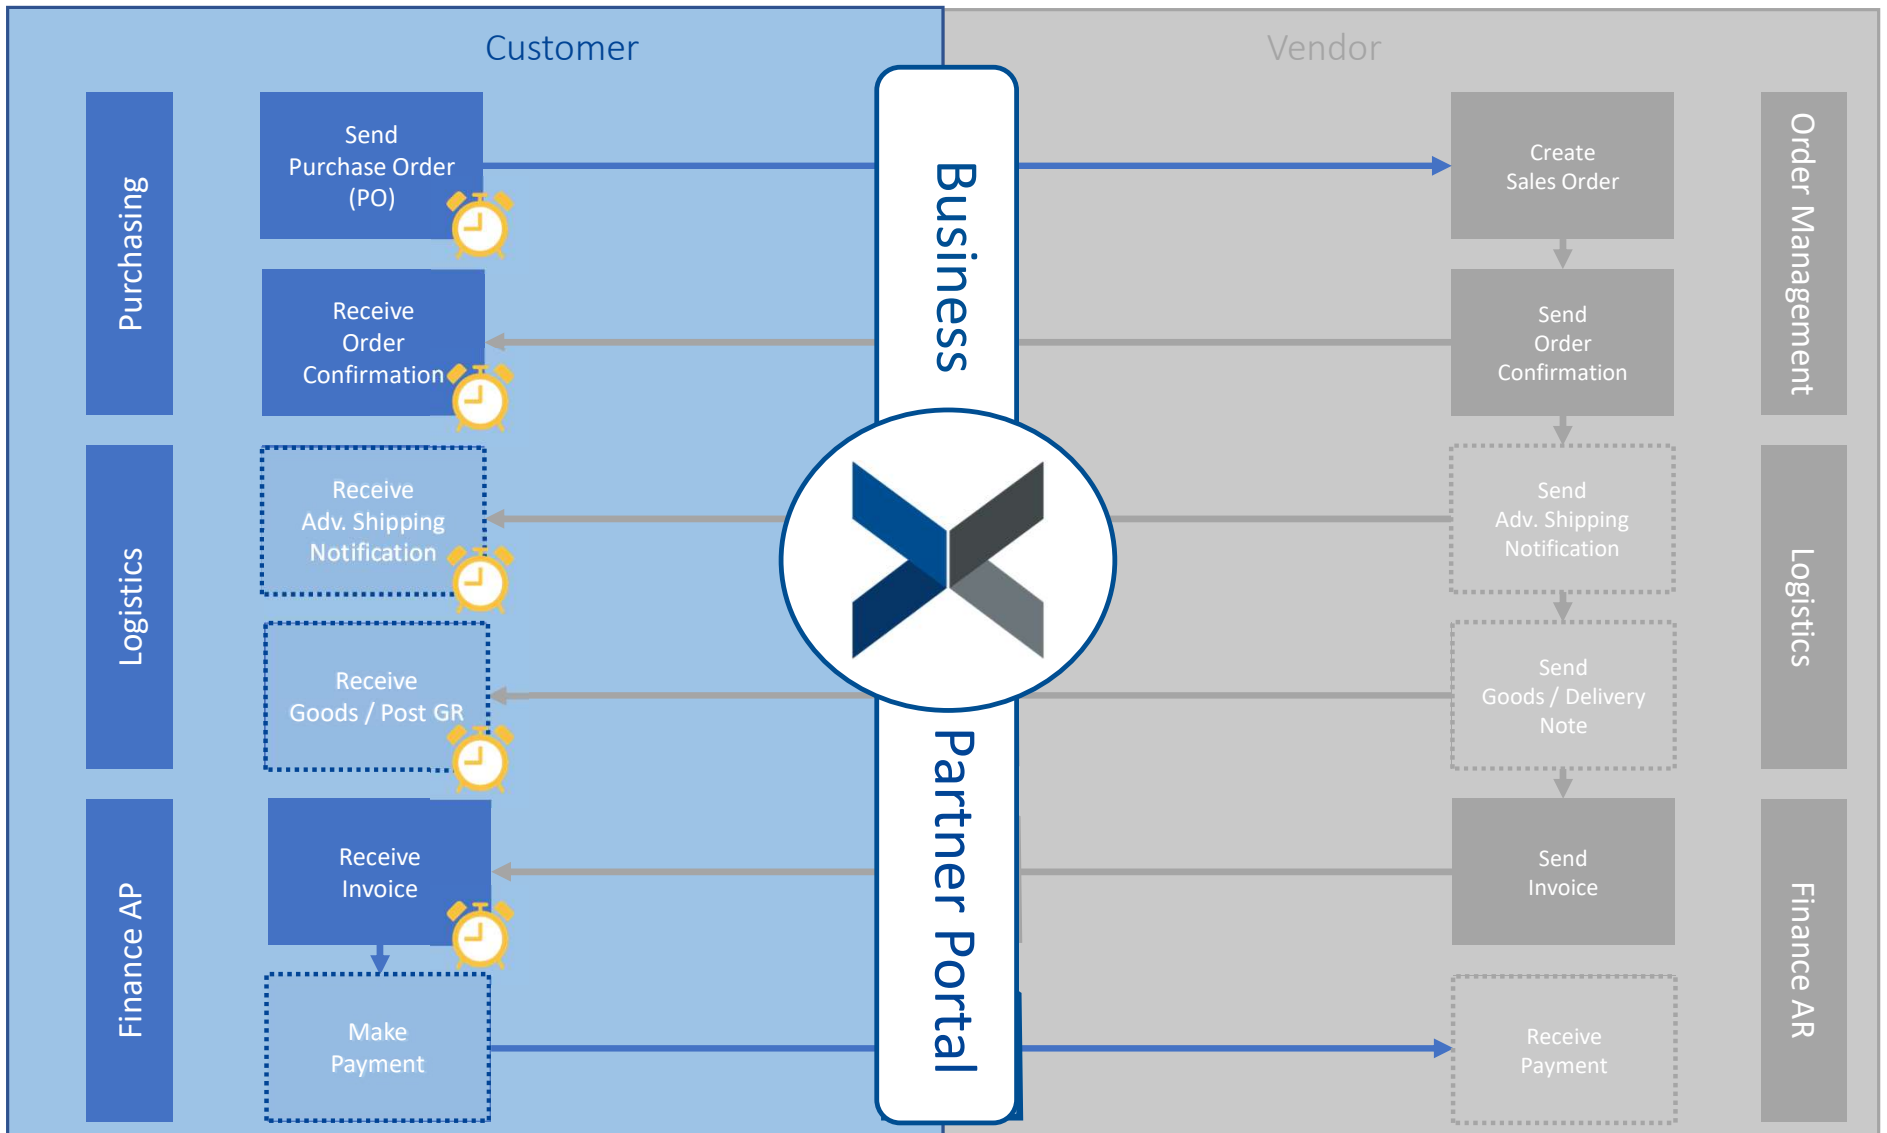 Customer
Vendor
Purchasing
Send
Purchase Order
(PO)
Receive
Order
Confirmation
Logistics
Receive
Adv. Shipping
Notification
Receive
Goods / Post GR
Finance AP
Receive
Invoice
Make
Payment
Business
Partner Portal
Create
Sales Order
Send
Order
Confirmation
Order Management
Send
Adv. Shipping
Notification
Send
Goods / Delivery
Note
Logistics
Send
Invoice
Receive
Payment
Finance AR